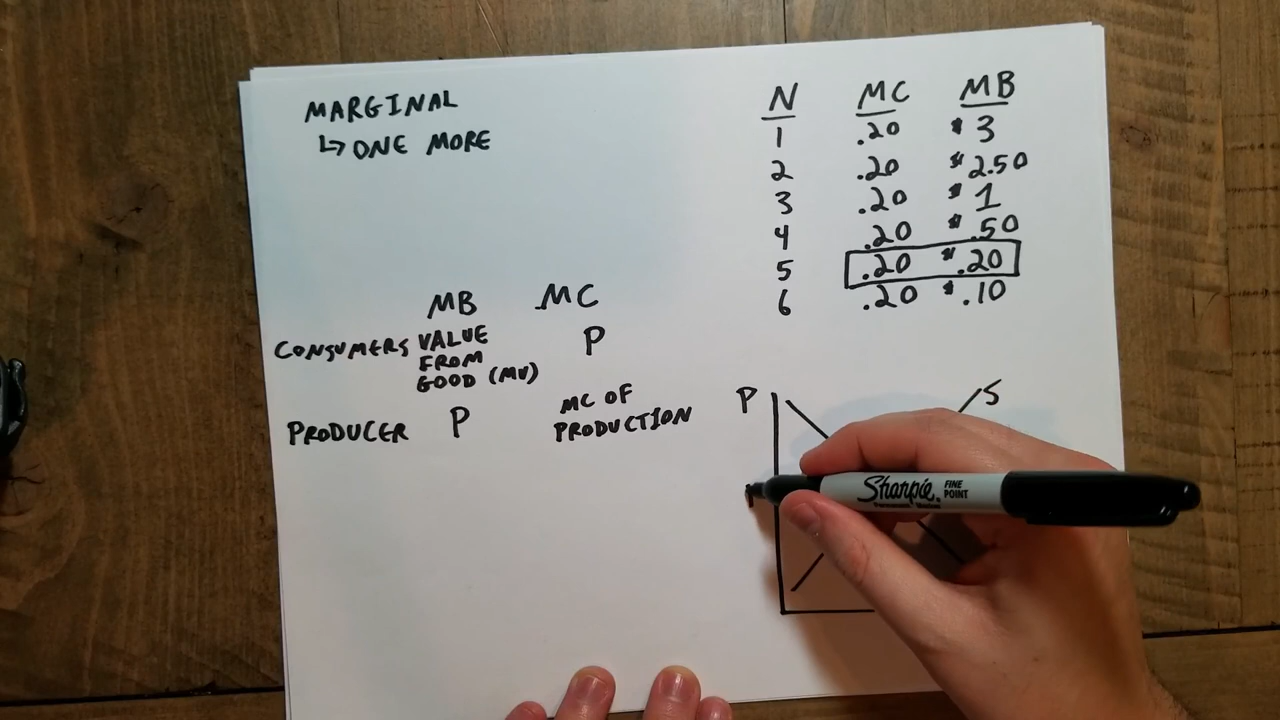 MARGINAL
↳ ONE MORE
N MC MB
1 .20 $3
2 .20 $2.50
3 .20 $1
4 .20 $.50
5 .20 $.20
6 .20 $.10
MB MC
CONSUMERS VALUE P
FROM
GOOD (MV)
PRODUCER P MC OF
PRODUCTION
P
S
Sharpie. FINE
POINT